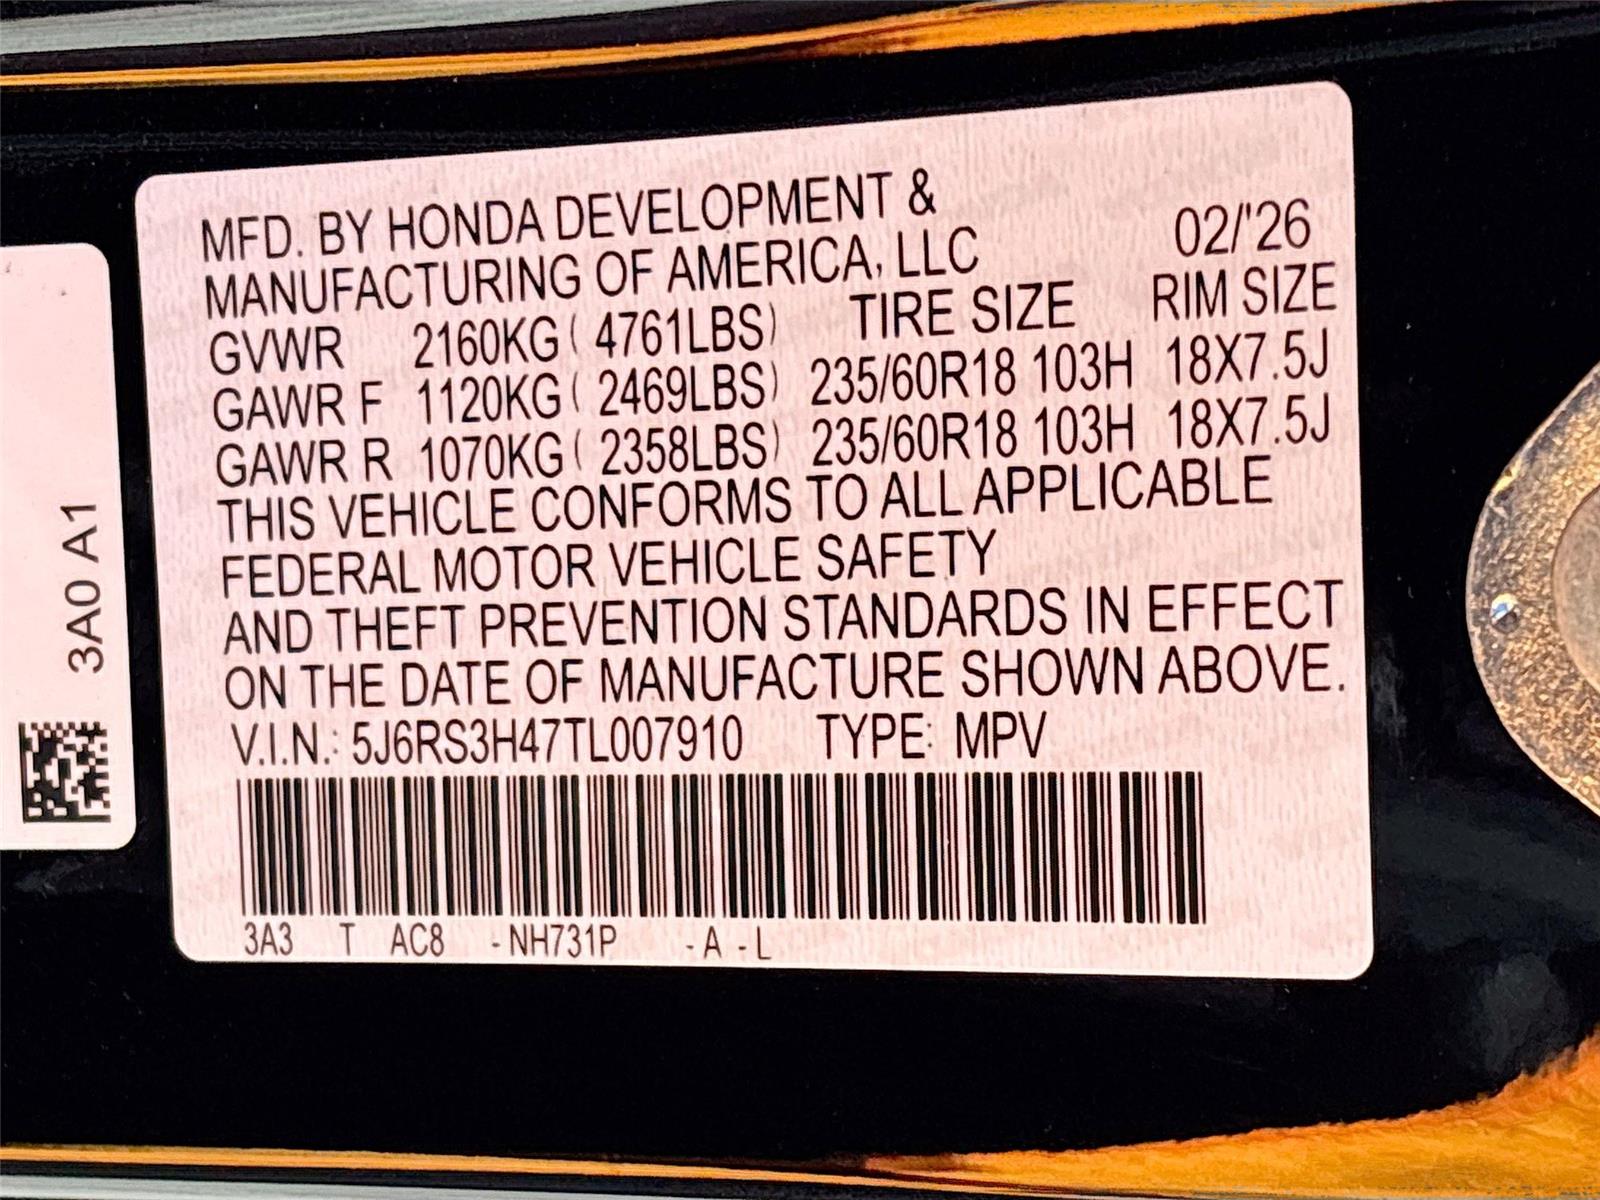 MFD. BY HONDA DEVELOPMENT &
MANUFACTURING OF AMERICA, LLC 02/'26
GVWR 2160KG ( 4761LBS) TIRE SIZE RIM SIZE
GAWR F 1120KG ( 2469LBS) 235/60R18 103H 18X7.5J
GAWR R 1070KG ( 2358LBS) 235/60R18 103H 18X7.5J
THIS VEHICLE CONFORMS TO ALL APPLICABLE
FEDERAL MOTOR VEHICLE SAFETY
AND THEFT PREVENTION STANDARDS IN EFFECT
ON THE DATE OF MANUFACTURE SHOWN ABOVE.
V.I.N.: 5J6RS3H47TL007910 TYPE: MPV
3A3 T AC8 -NH731P -A -L
3A0 A1